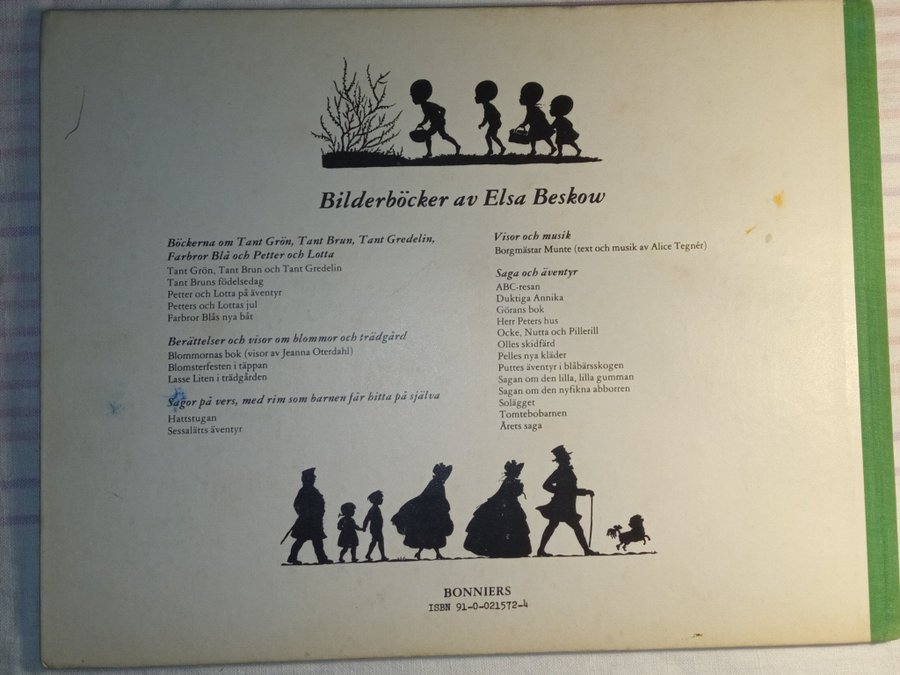 Bilderböcker av Elsa Beskow
Böckerna om Tant Grön, Tant Brun, Tant Gredelin,
Farbror Blå och Petter och Lotta
Tant Grön, Tant Brun och Tant Gredelin
Tant Bruns födelsedag
Petter och Lotta på äventyr
Petters och Lottas jul
Farbror Blås nya båt
Berättelser och visor om blommor och trädgård
Blommornas bok (visor av Jeanna Oterdahl)
Blomsterfesten i täppan
Lasse Liten i trädgården
Sagor på vers, med rim som barnen får hitta på själva
Hattstugan
Sessalätts äventyr
Visor och musik
Borgmästar Munte (text och musik av Alice Tegnér)
Saga och äventyr
ABC-resan
Duktiga Annika
Görans bok
Herr Peters hus
Ocke, Nutta och Pillerill
Olles skidfärd
Pelles nya kläder
Puttes äventyr i blåbärsskogen
Sagan om den lilla, lilla gumman
Sagan om den nyfikna abborren
Solägget
Tomtebobarnen
Årets saga
BONNIERS
ISBN 91-0-021572-4